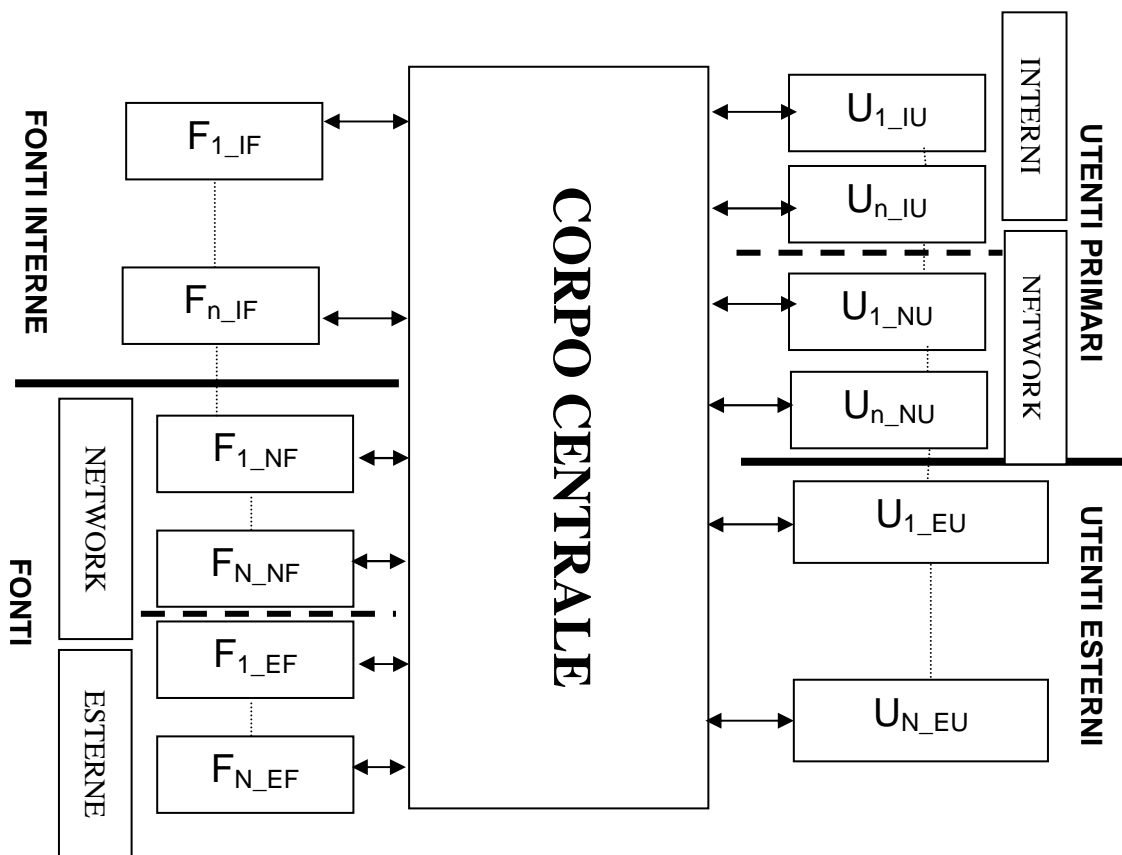 FONTI INTERNE
F1_IF
Fn_IF
FONTI
NETWORK
F1_NF
FN_NF
ESTERNE
F1_EF
FN_EF
CORPO CENTRALE
UTENTI PRIMARI
INTERNI
U1_IU
Un_IU
NETWORK
U1_NU
Un_NU
UTENTI ESTERNI
U1_EU
UN_EU